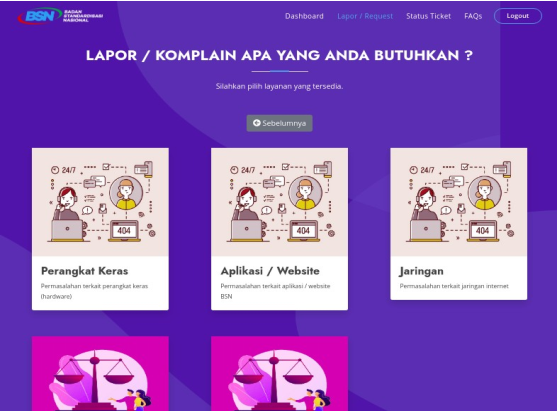 BSN BADAN
STANDARDISASI
NASIONAL
Dashboard Lapor / Request Status Ticket FAQs Logout
LAPOR / KOMPLAIN APA YANG ANDA BUTUHKAN ?
Silahkan pilih layanan yang tersedia.
Sebelumnya
24/7
404
24/7
404
24/7
404
Perangkat Keras
Permasalahan terkait perangkat keras
(hardware)
Aplikasi / Website
Permasalahan terkait aplikasi / website
BSN
Jaringan
Permasalahan terkait jaringan internet